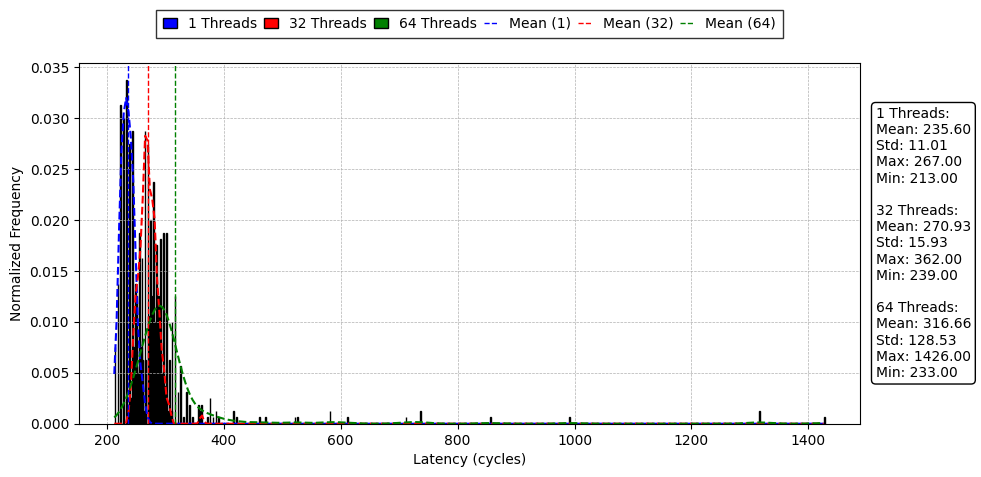 1 Threads 32 Threads 64 Threads Mean (1) Mean (32) Mean (64)
0.035
0.030
0.025
0.020
0.015
0.010
0.005
0.000
Normalized Frequency
200 400 600 800 1000 1200 1400
Latency (cycles)
1 Threads:
Mean: 235.60
Std: 11.01
Max: 267.00
Min: 213.00
32 Threads:
Mean: 270.93
Std: 15.93
Max: 362.00
Min: 239.00
64 Threads:
Mean: 316.66
Std: 128.53
Max: 1426.00
Min: 233.00